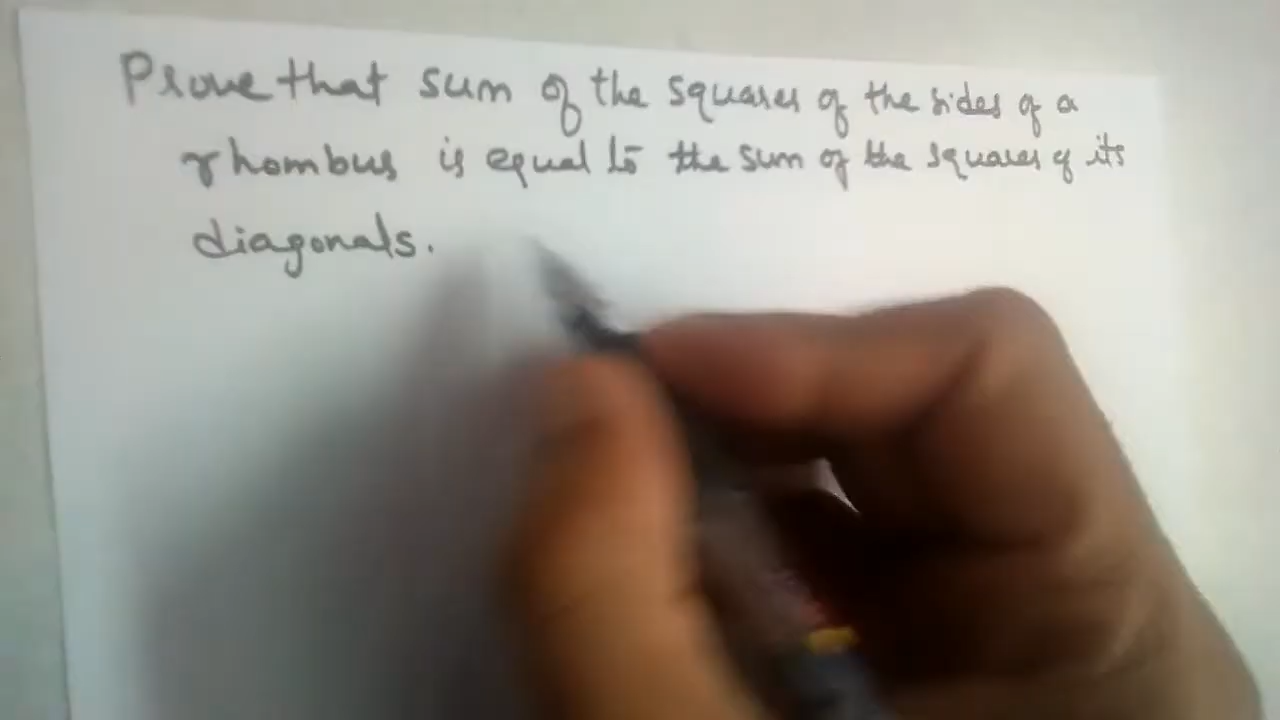 Prove that sum of the squares of the sides of a
rhombus is equal to the sum of the squares of its
diagonals.